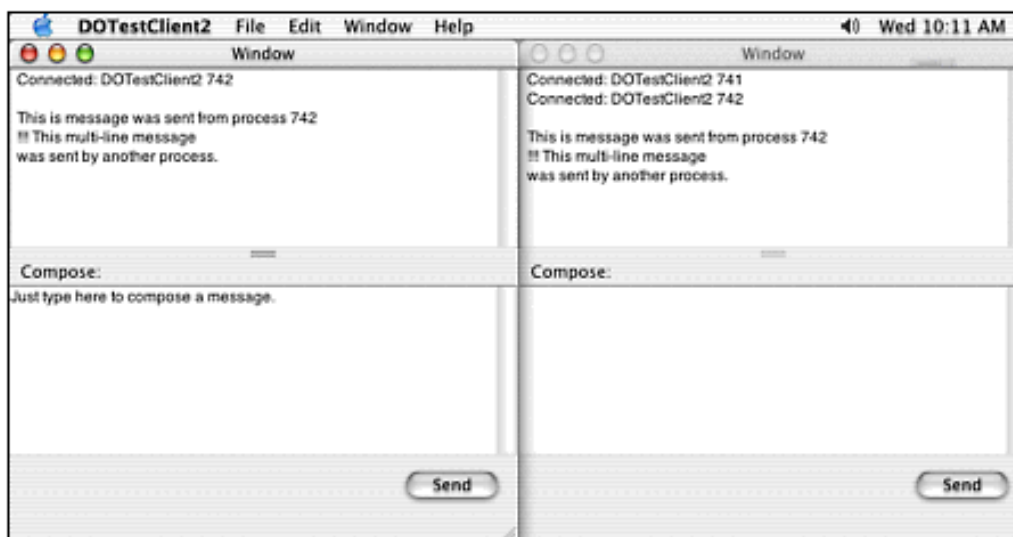 DOTestClient2 File Edit Window Help Wed 10:11 AM
Window
Connected: DOTestClient2 742
This is message was sent from process 742
!!! This multi-line message
was sent by another process.
Compose:
Just type here to compose a message.
Send
Window
Connected: DOTestClient2 741
Connected: DOTestClient2 742
This is message was sent from process 742
!!! This multi-line message
was sent by another process.
Compose:
Send